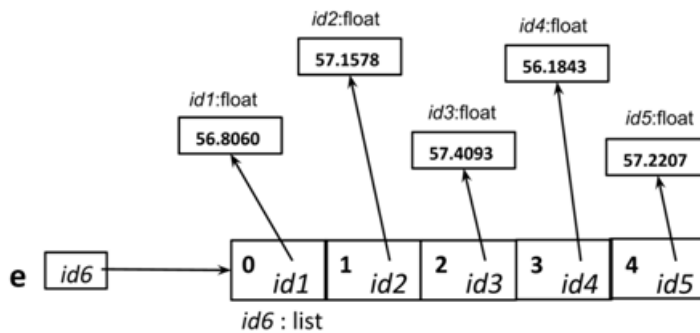 id2:float
57.1578
id4:float
56.1843
id1:float
56.8060
id3:float
57.4093
id5:float
57.2207
e id6
0 id1 1 id2 2 id3 3 id4 4 id5
id6 : list